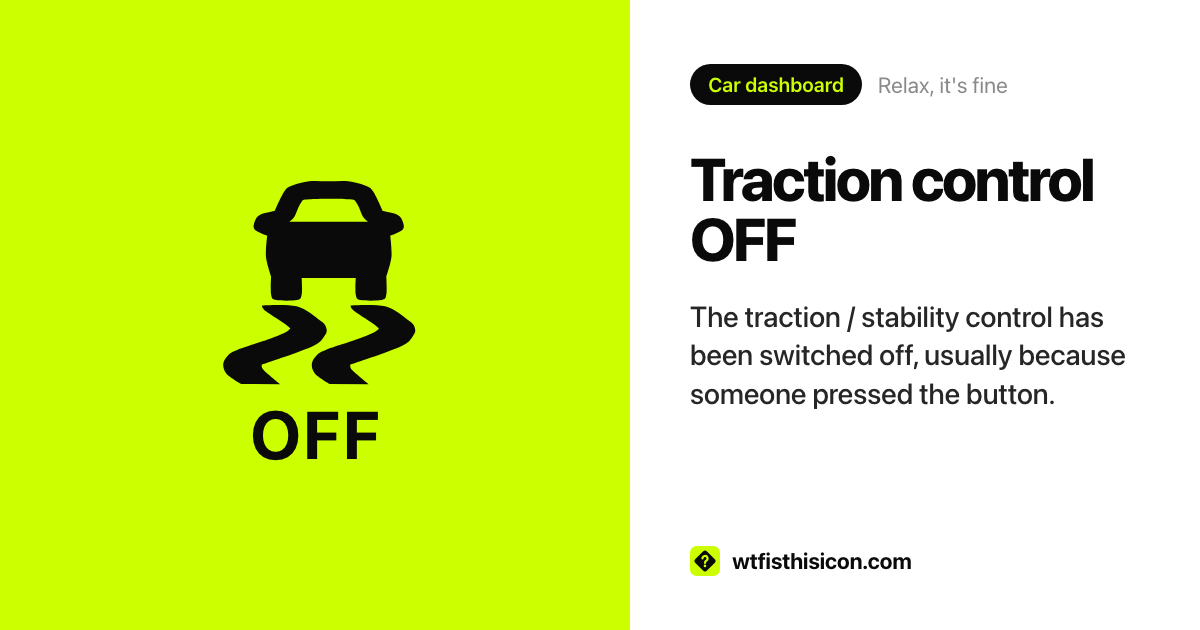 OFF
Car dashboard
Relax, it's fine
Traction control
OFF
The traction / stability control has
been switched off, usually because
someone pressed the button.
?
wtfisthisicon.com